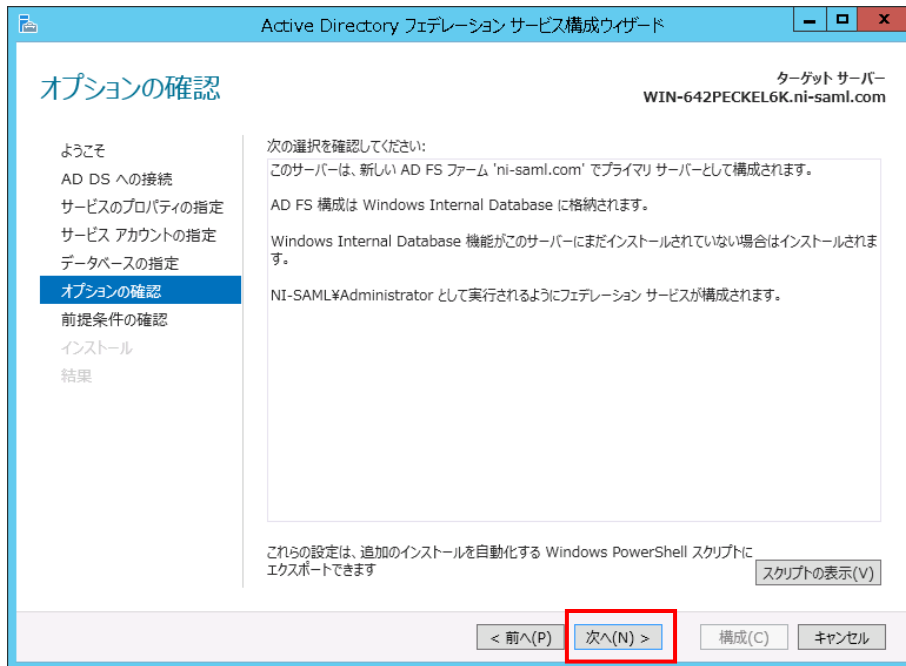 Active Directory フェデレーション サービス構成ウィザード
オプションの確認
ターゲット サーバー
WIN-642PECKEL6K.ni-saml.com
ようこそ
AD DS への接続
サービスのプロパティの指定
サービス アカウントの指定
データベースの指定
オプションの確認
前提条件の確認
インストール
結果
次の選択を確認してください:
このサーバーは、新しい AD FS ファーム 'ni-saml.com' でプライマリ サーバーとして構成されます。
AD FS 構成は Windows Internal Database に格納されます。
Windows Internal Database 機能がこのサーバーにまだインストールされていない場合はインストールされま
す。
NI-SAML¥Administrator として実行されるようにフェデレーション サービスが構成されます。
これらの設定は、追加のインストールを自動化する Windows PowerShell スクリプトに
エクスポートできます
スクリプトの表示(V)
< 前へ(P)
次へ(N) >
構成(C)
キャンセル